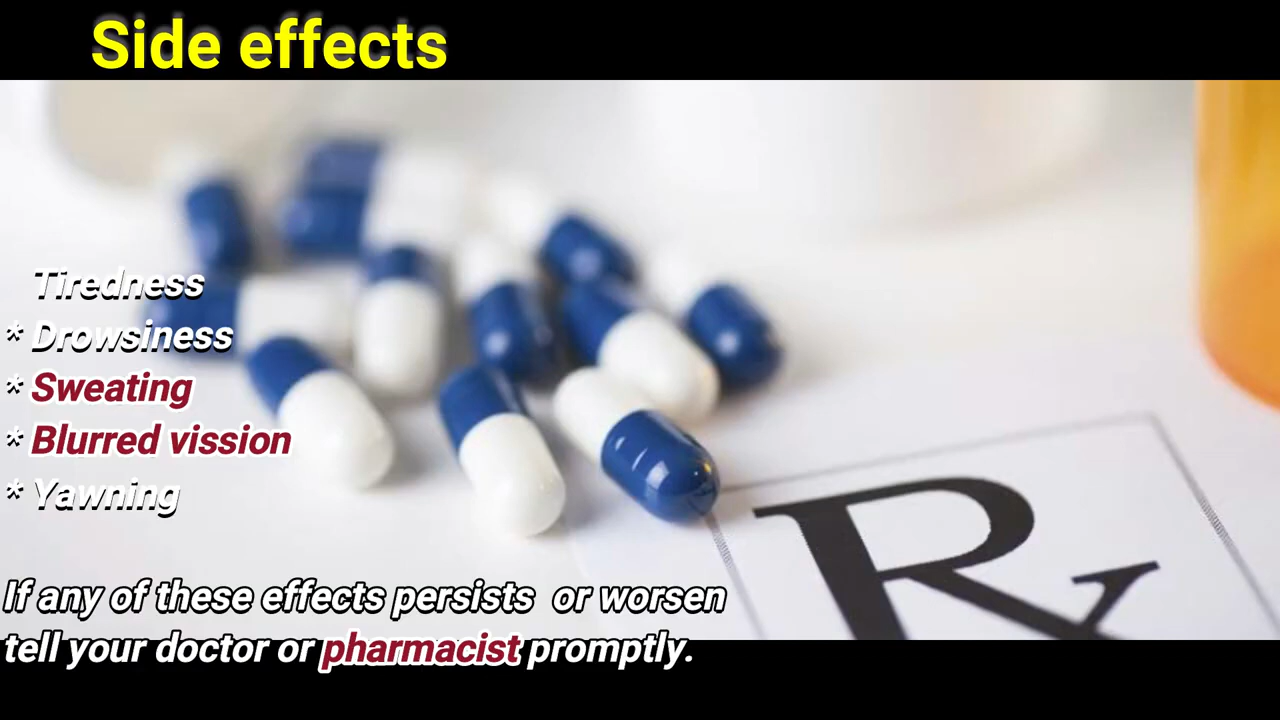 Side effects
Tiredness
* Drowsiness
* Sweating
* Blurred vission
* Yawning
If any of these effects persists or worsen
tell your doctor or pharmacist promptly.
Rx